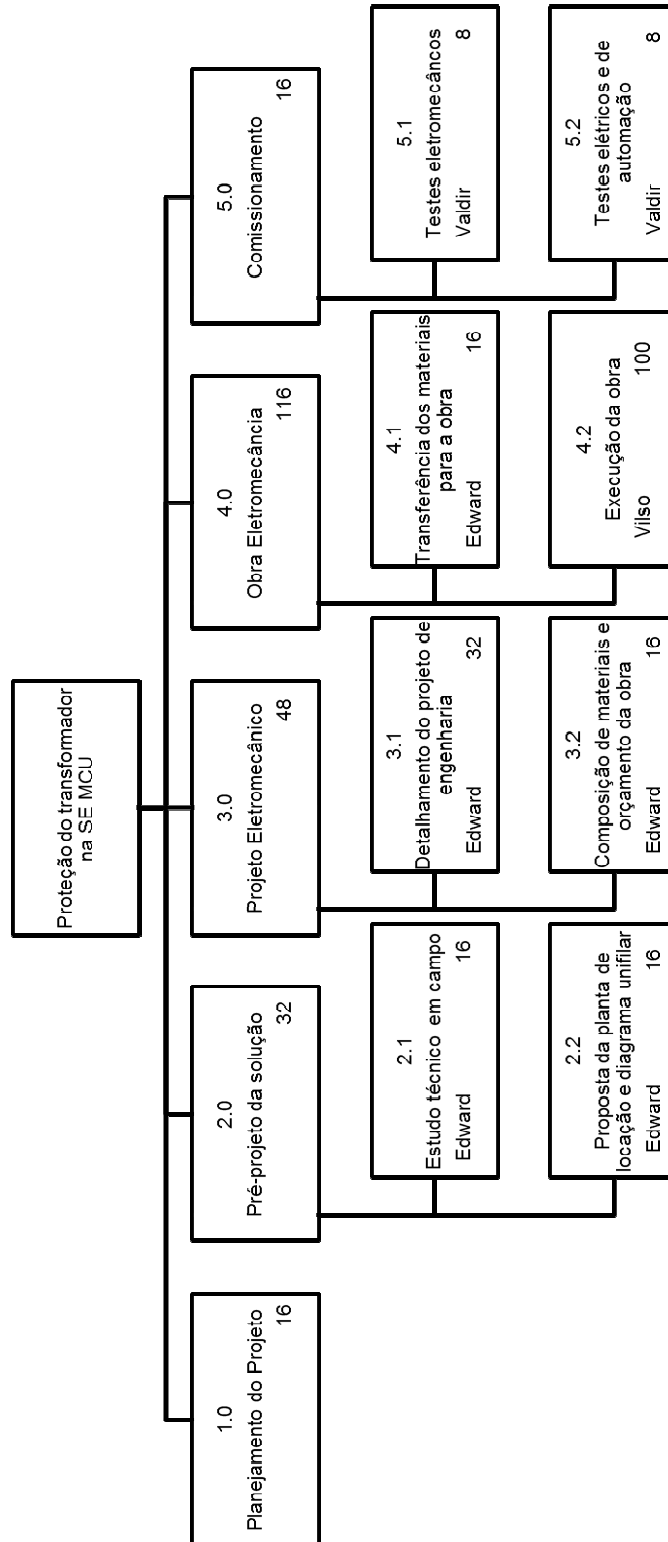 Proteção do transformador
na SE MCU
1.0
Planejamento do Projeto
16
2.0
Pré-projeto da solução
32
3.0
Projeto Eletromecânico
48
4.0
Obra Eletromecância
116
5.0
Comissionamento
16
2.1
Estudo técnico em campo
Edward 16
3.1
Detalhamento do projeto de
engenharia
Edward 32
4.1
Transferência dos materiais
para a obra
Edward 16
5.1
Testes eletromecâncos
Valdir 8
2.2
Proposta da planta de
locação e diagrama unifilar
Edward 16
3.2
Composição de materiais e
orçamento da obra
Edward 16
4.2
Execução da obra
Vilso 100
5.2
Testes elétricos e de
automação
Valdir 8